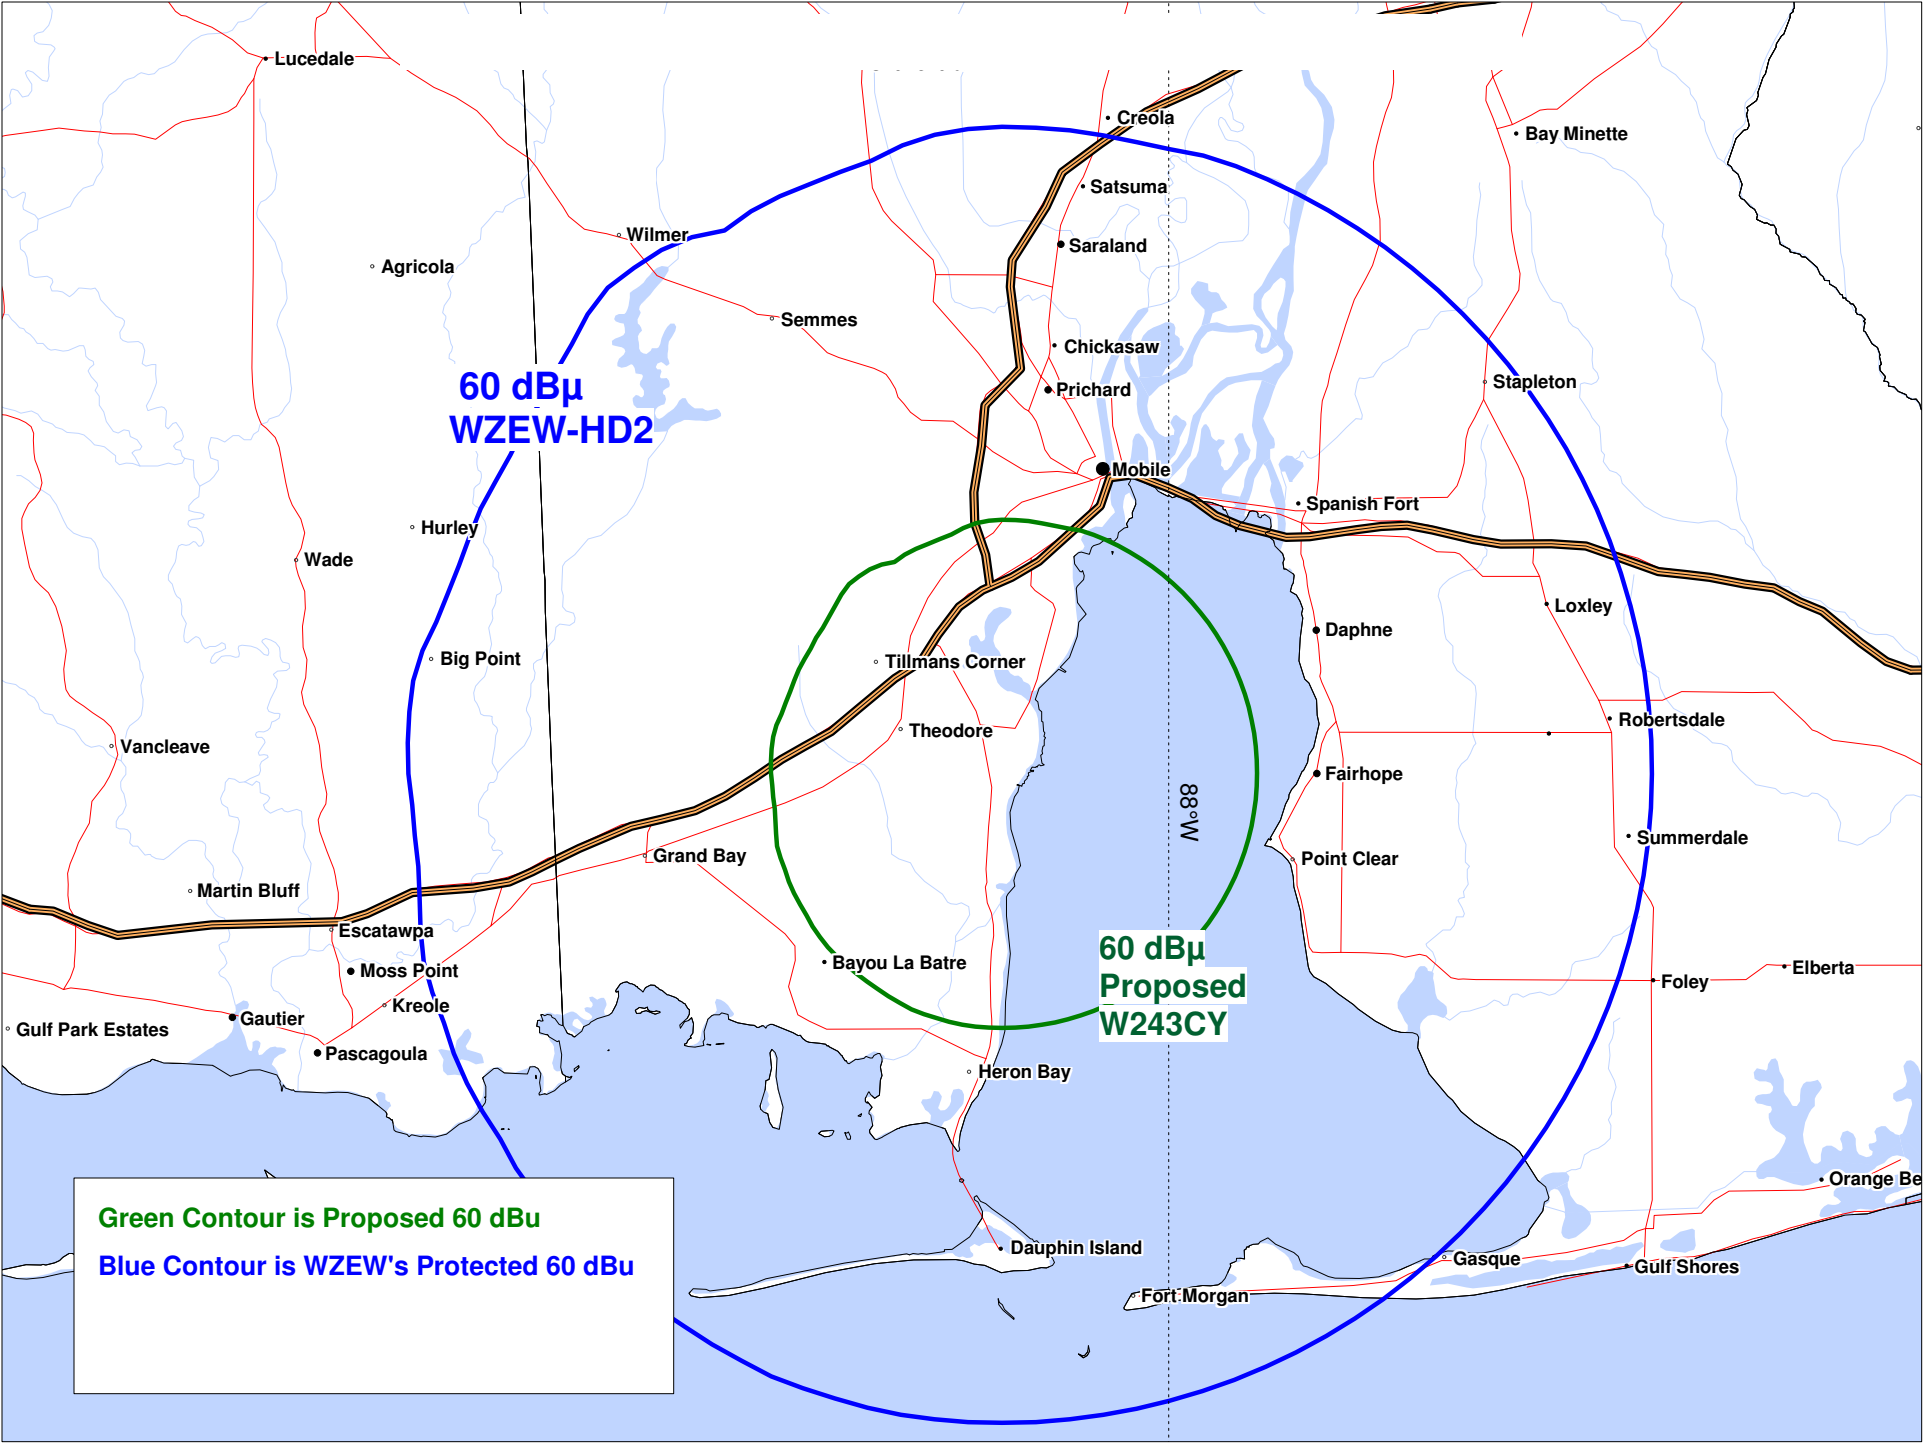 Lucedale
Creola
Bay Minette
Satsuma
Wilmer
Saraland
Agricola
Semmes
Chickasaw
60 dBµ
WZEW-HD2
Prichard
Stapleton
Mobile
Spanish Fort
Hurley
Wade
Loxley
Daphne
Big Point
Tillmans Corner
Robertsdale
Theodore
Vancleave
Fairhope
88°W
Summerdale
Grand Bay
Point Clear
Martin Bluff
Escatawpa
60 dBµ
Proposed
W243CY
Bayou La Batre
Moss Point
Elberta
Foley
Kreole
Gautier
Gulf Park Estates
Pascagoula
Heron Bay
Orange Be
Green Contour is Proposed 60 dBu
Blue Contour is WZEW's Protected 60 dBu
Dauphin Island
Gasque
Gulf Shores
Fort Morgan